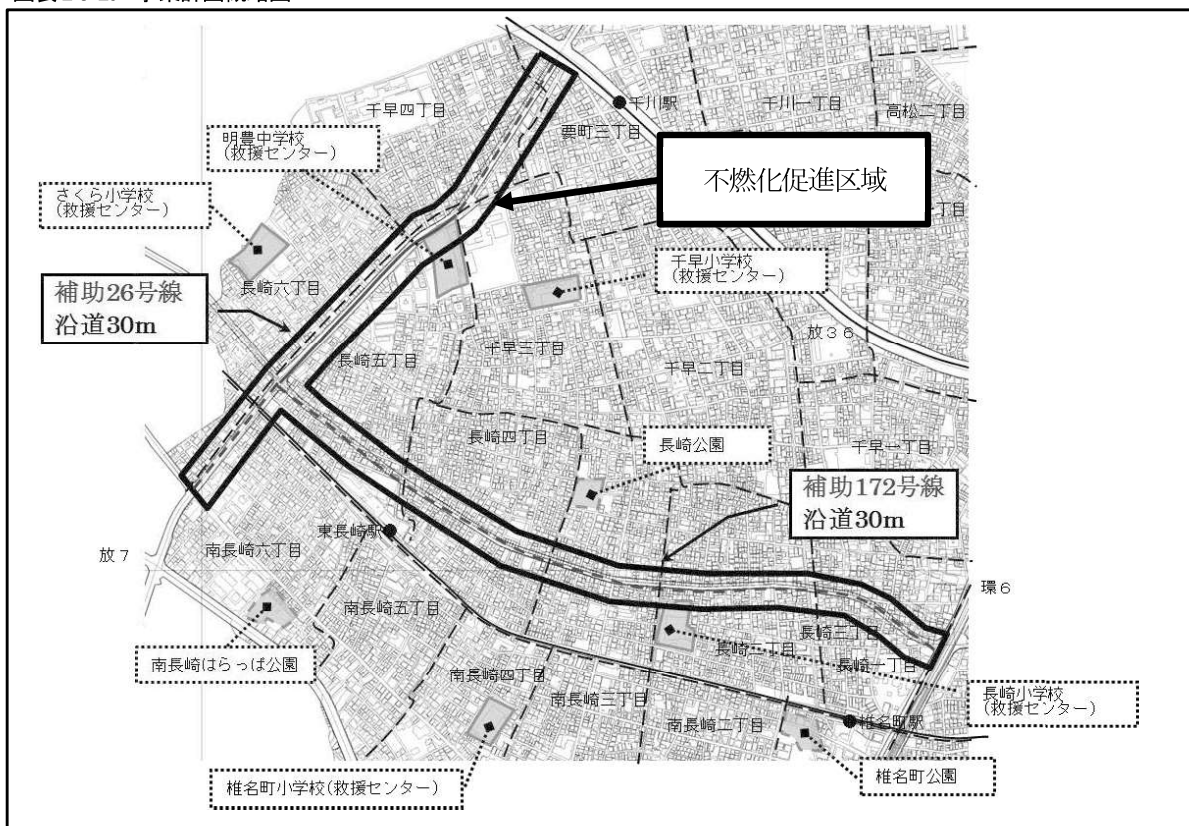 千早四丁目
千川駅
千川一丁目
高松二丁目
要町三丁目
明豊中学校
(救援センター)
不燃化促進区域
丁目
さくら小学校
(救援センター)
千早小学校
(救援センター)
補助26号線
沿道30m
長崎六丁目
放36
長崎五丁目
千早三丁目
千早二丁目
長崎四丁目
長崎公園
千早一丁目
補助172号線
沿道30m
東長崎駅
南長崎六丁目
放7
環6
南長崎五丁目
長崎三丁目
長崎二丁目
長崎一丁目
南長崎はらっぱ公園
南長崎四丁目
南長崎三丁目
南長崎二丁目
長崎小学校
(救援センター)
椎名町駅
椎名町小学校(救援センター)
椎名町公園